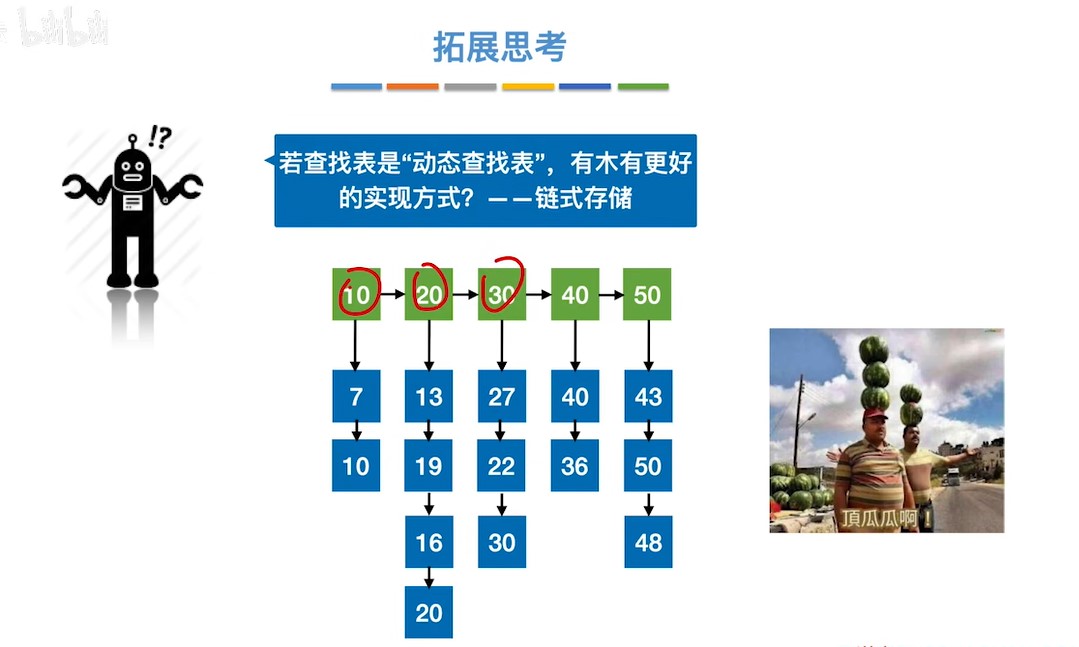 bilibili
拓展思考
!?
若查找表是“动态查找表”，有木有更好
的实现方式？——链式存储
10 20 30 40 50
7 13 27 40 43
10 19 22 36 50
16 30 48
20
頂瓜瓜啊！